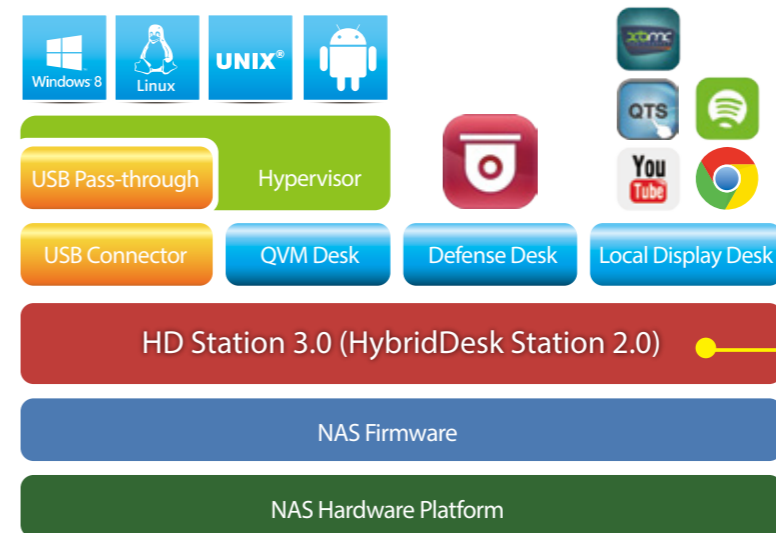 Windows 8
Linux
UNIX®
xbmc
QTS
You
Tube
USB Pass-through
Hypervisor
USB Connector
QVM Desk
Defense Desk
Local Display Desk
HD Station 3.0 (HybridDesk Station 2.0)
NAS Firmware
NAS Hardware Platform